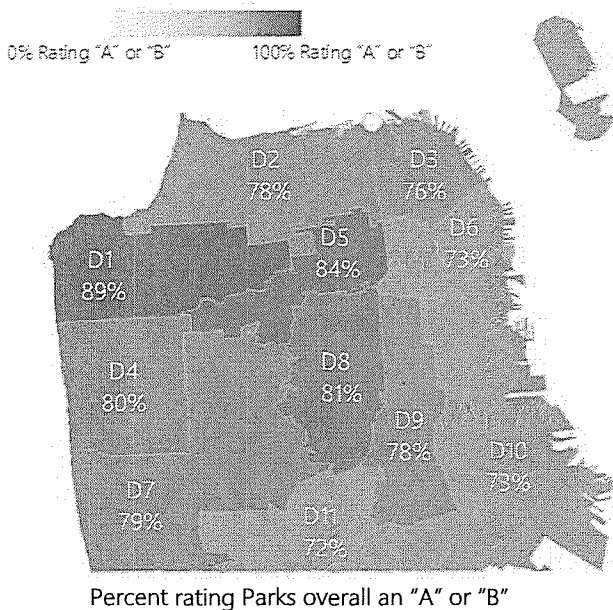 0% Rating "A" or "B" 100% Rating "A" or "B"
D2
78%
D3
76%
D6
73%
D5
84%
D1
89%
D4
80%
D8
81%
D9
78%
D10
73%
D7
79%
D11
72%
Percent rating Parks overall an "A" or "B"